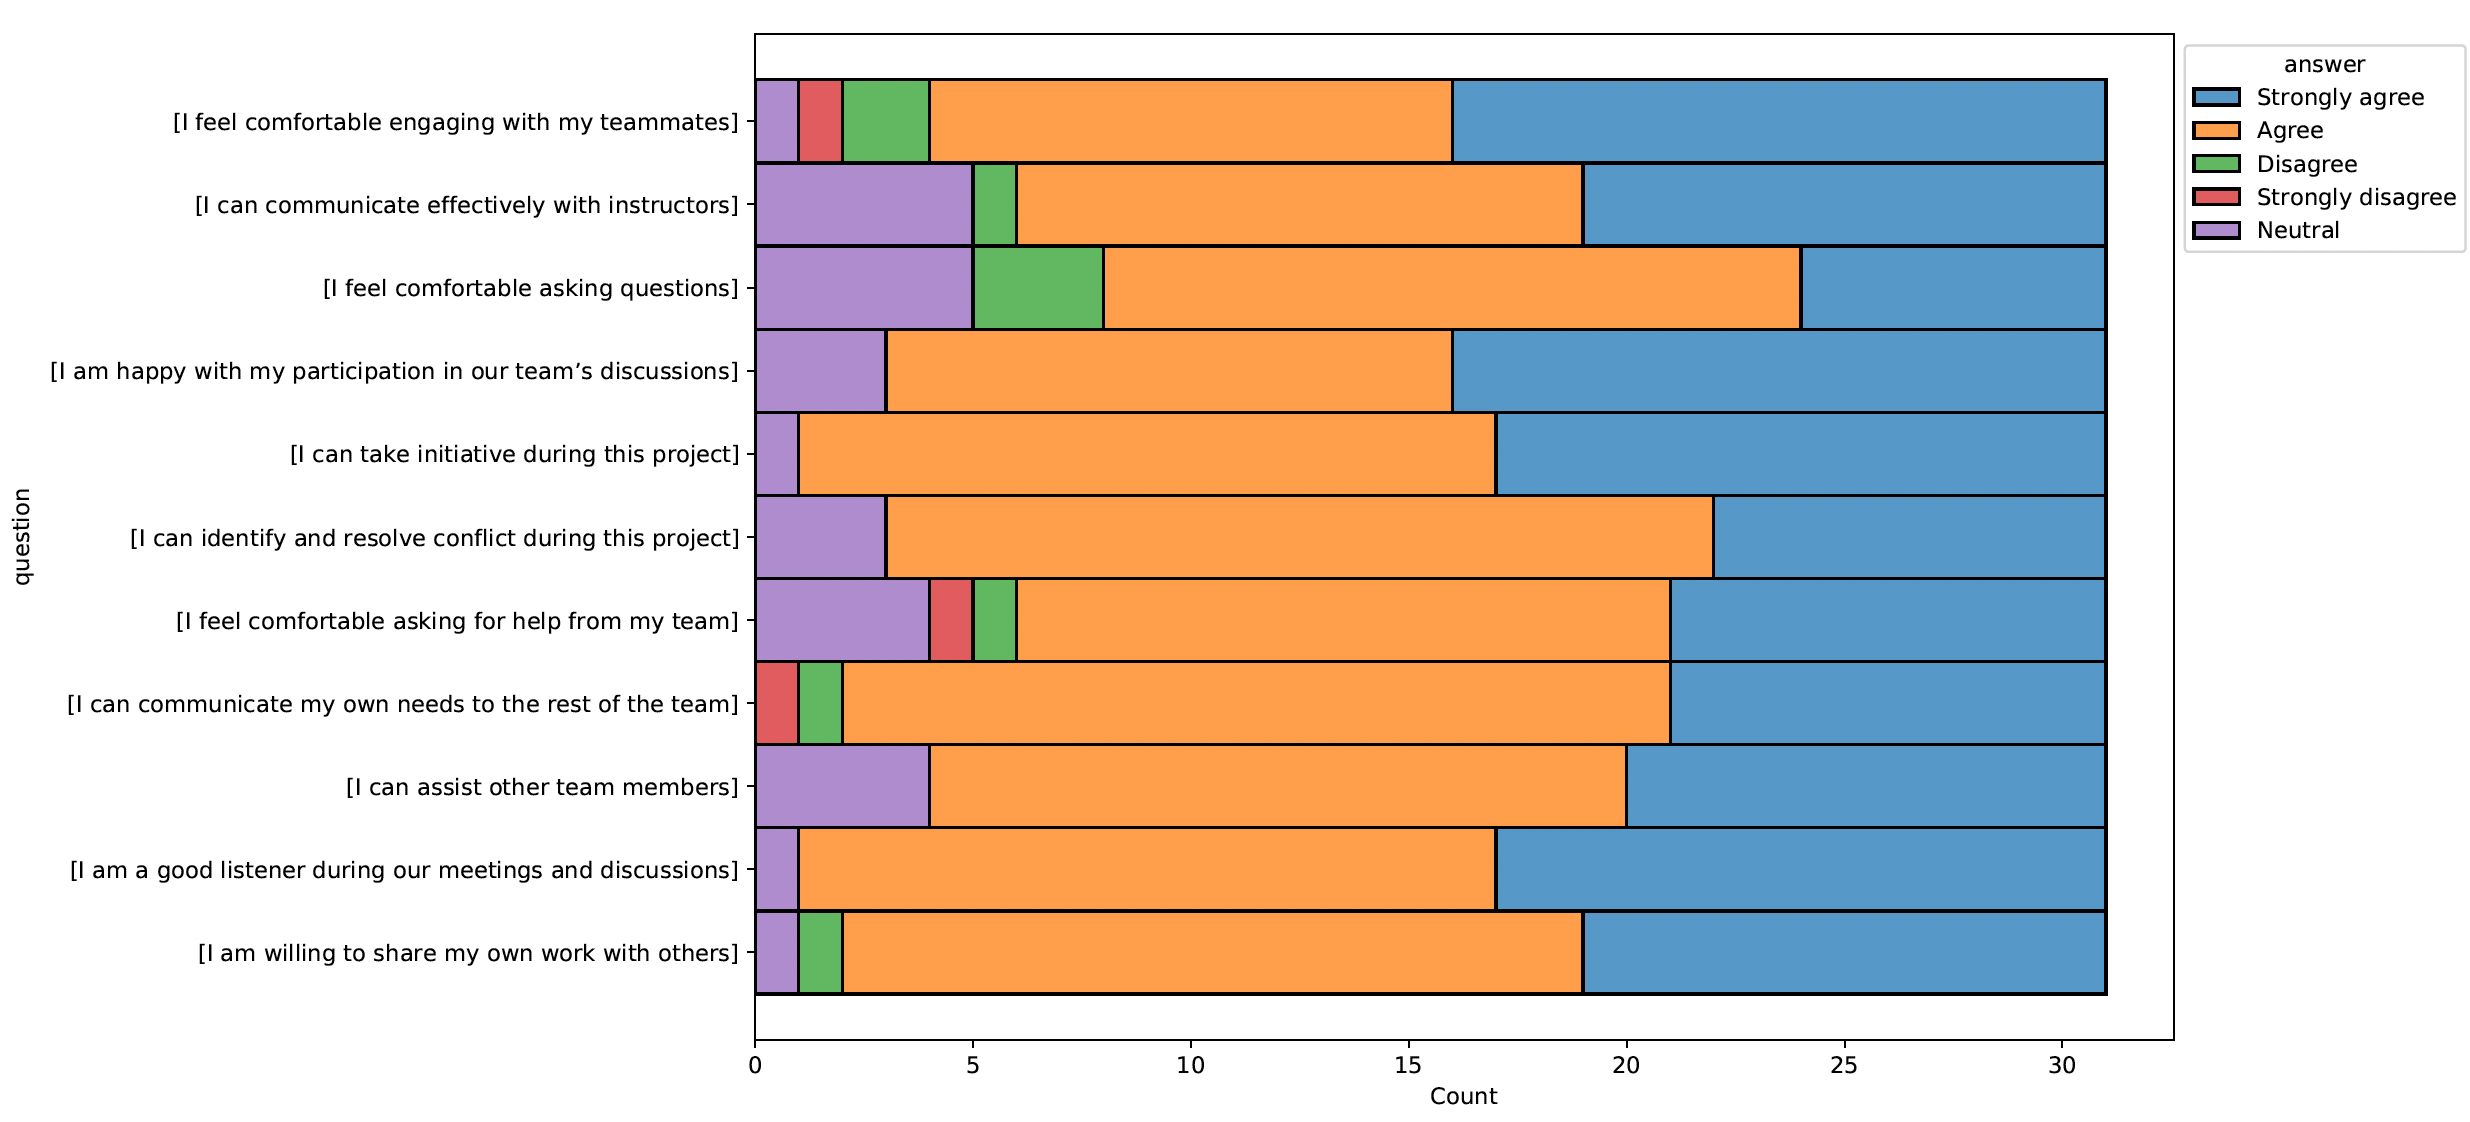 [I feel comfortable engaging with my teammates]
[I can communicate effectively with instructors]
[I feel comfortable asking questions]
[I am happy with my participation in our team’s discussions]
[I can take initiative during this project]
[I can identify and resolve conflict during this project]
[I feel comfortable asking for help from my team]
[I can communicate my own needs to the rest of the team]
[I can assist other team members]
[I am a good listener during our meetings and discussions]
[I am willing to share my own work with others]
question
0 5 10 15 20 25 30
Count
answer
Strongly agree
Agree
Disagree
Strongly disagree
Neutral